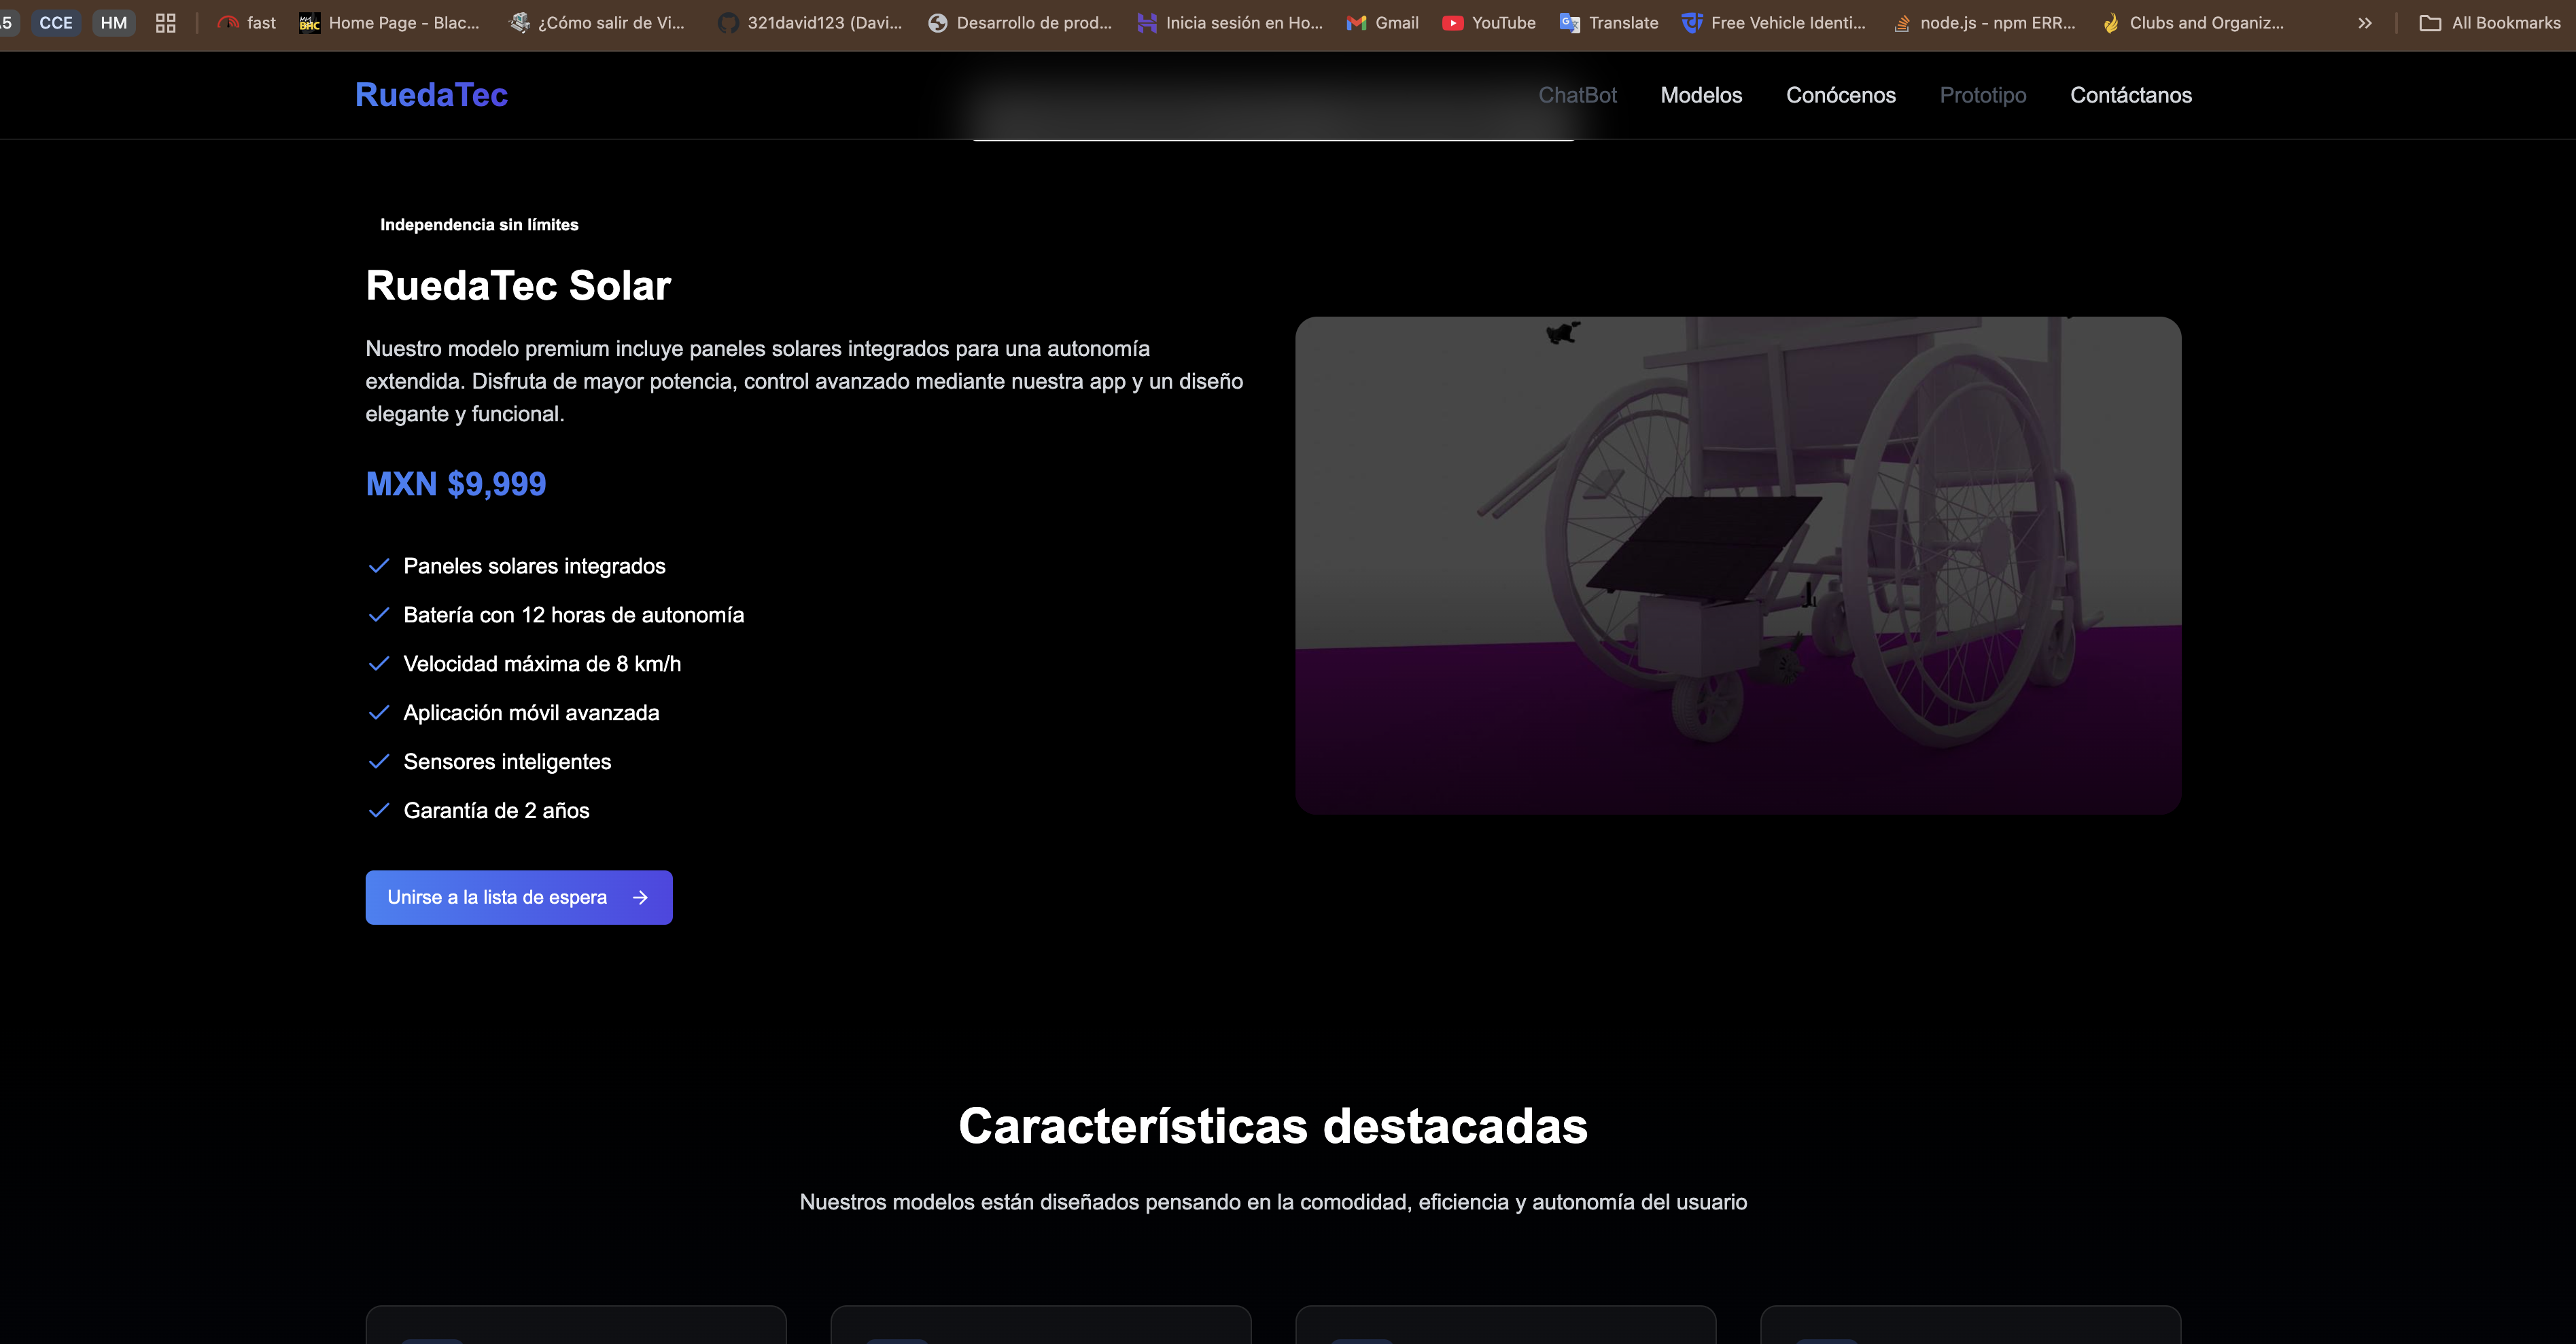 .5 CCE HM fast Home Page - Blac... ¿Cómo salir de Vi... 321david123 (Davi... Desarrollo de prod... Inicia sesión en Ho... Gmail YouTube Translate Free Vehicle Identi... node.js - npm ERR... Clubs and Organiz... All Bookmarks
RuedaTec ChatBot Modelos Conócenos Prototipo Contáctanos
Independencia sin límites
RuedaTec Solar
Nuestro modelo premium incluye paneles solares integrados para una autonomía
extendida. Disfruta de mayor potencia, control avanzado mediante nuestra app y un diseño
elegante y funcional.
MXN $9,999
Paneles solares integrados
Batería con 12 horas de autonomía
Velocidad máxima de 8 km/h
Aplicación móvil avanzada
Sensores inteligentes
Garantía de 2 años
Unirse a la lista de espera
Características destacadas
Nuestros modelos están diseñados pensando en la comodidad, eficiencia y autonomía del usuario